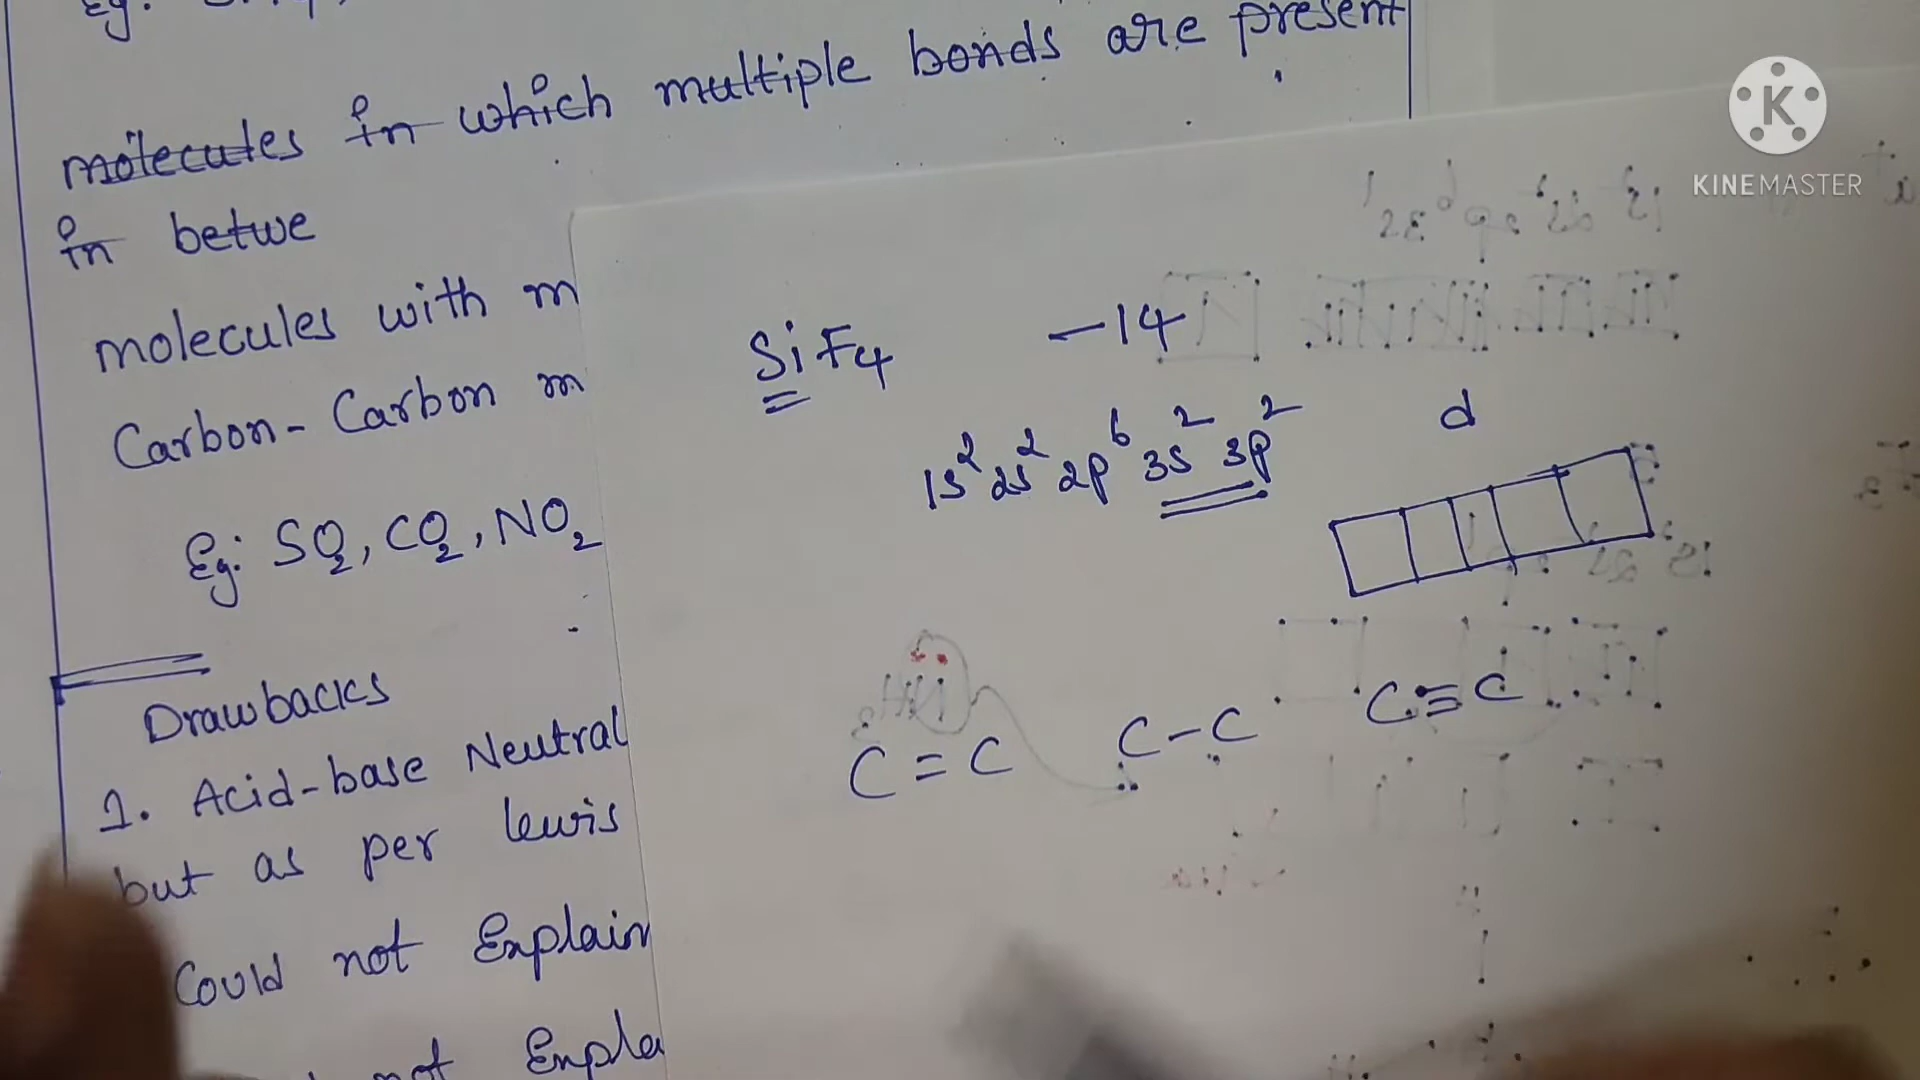 Eg:
molecules in which multiple bonds are present
in betwe
molecules with m
Carbon - Carbon m
Eg: SO2, CO2, NO2
Drawbacks
1. Acid-base Neutral
but as per lewis
Could not Explain
not Expla
SiF4 -14
1s² 2s² 2p⁶ 3s² 3p² d
C = C C - C C ≡ C
KINEMASTER